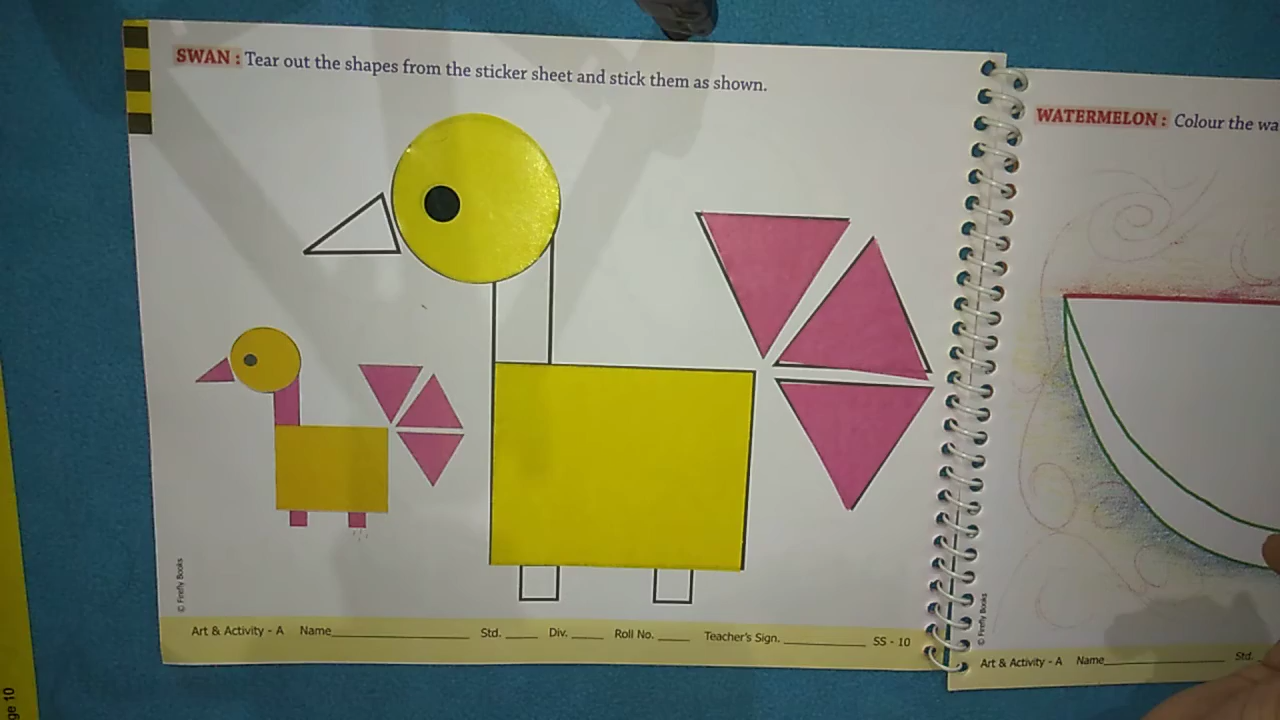 SWAN : Tear out the shapes from the sticker sheet and stick them as shown.
© Firefly Books
Art & Activity - A Name Std. Div. Roll No. Teacher's Sign. SS - 10
WATERMELON : Colour the wa
© Firefly Books
Art & Activity - A Name Std.
ge 10